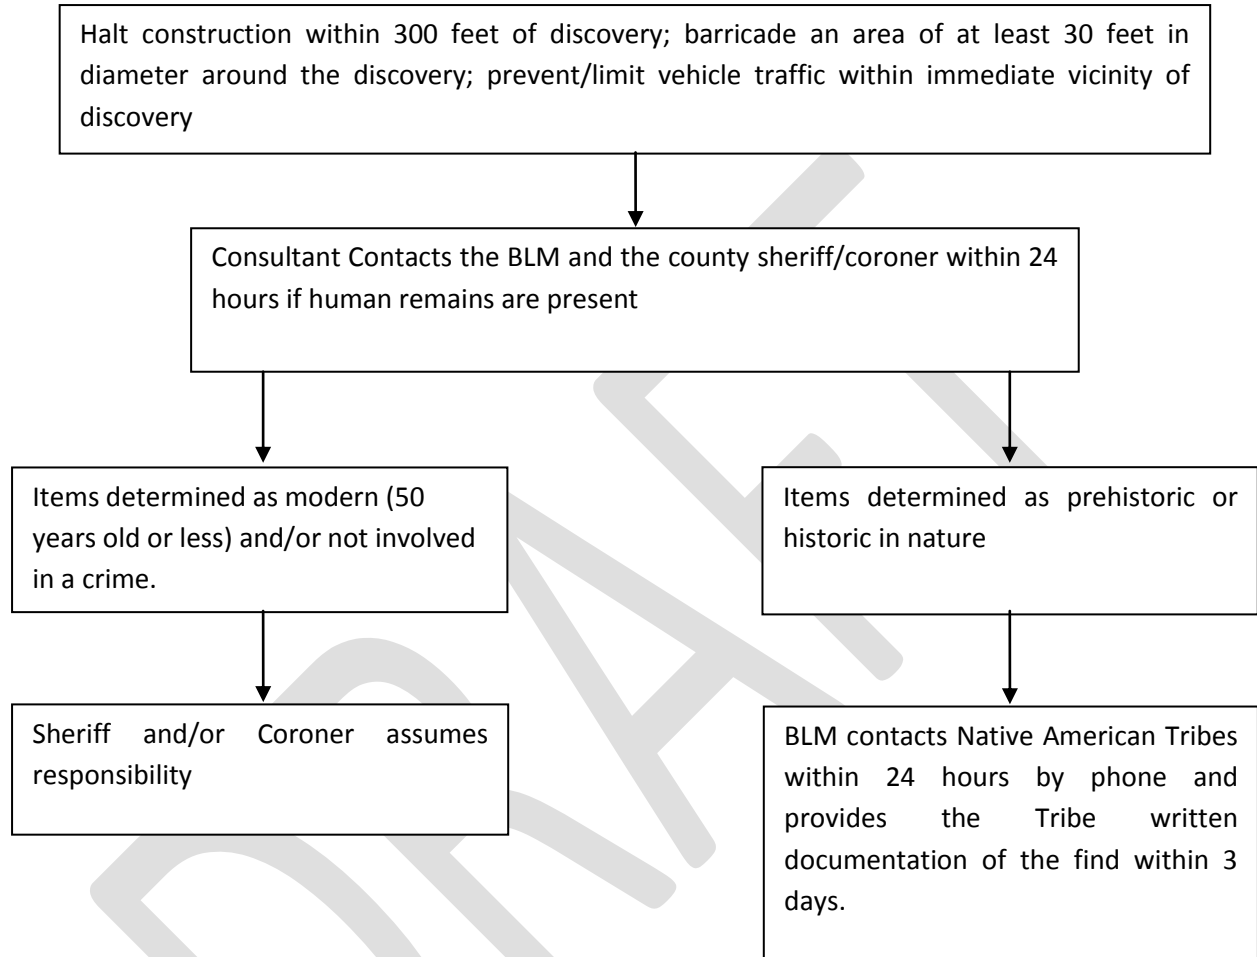 Halt construction within 300 feet of discovery; barricade an area of at least 30 feet in
diameter around the discovery; prevent/limit vehicle traffic within immediate vicinity of
discovery
Consultant Contacts the BLM and the county sheriff/coroner within 24
hours if human remains are present
Items determined as modern (50
years old or less) and/or not involved
in a crime.
Items determined as prehistoric or
historic in nature
Sheriff and/or Coroner assumes
responsibility
BLM contacts Native American Tribes
within 24 hours by phone and
provides the Tribe written
documentation of the find within 3
days.
DRAFT